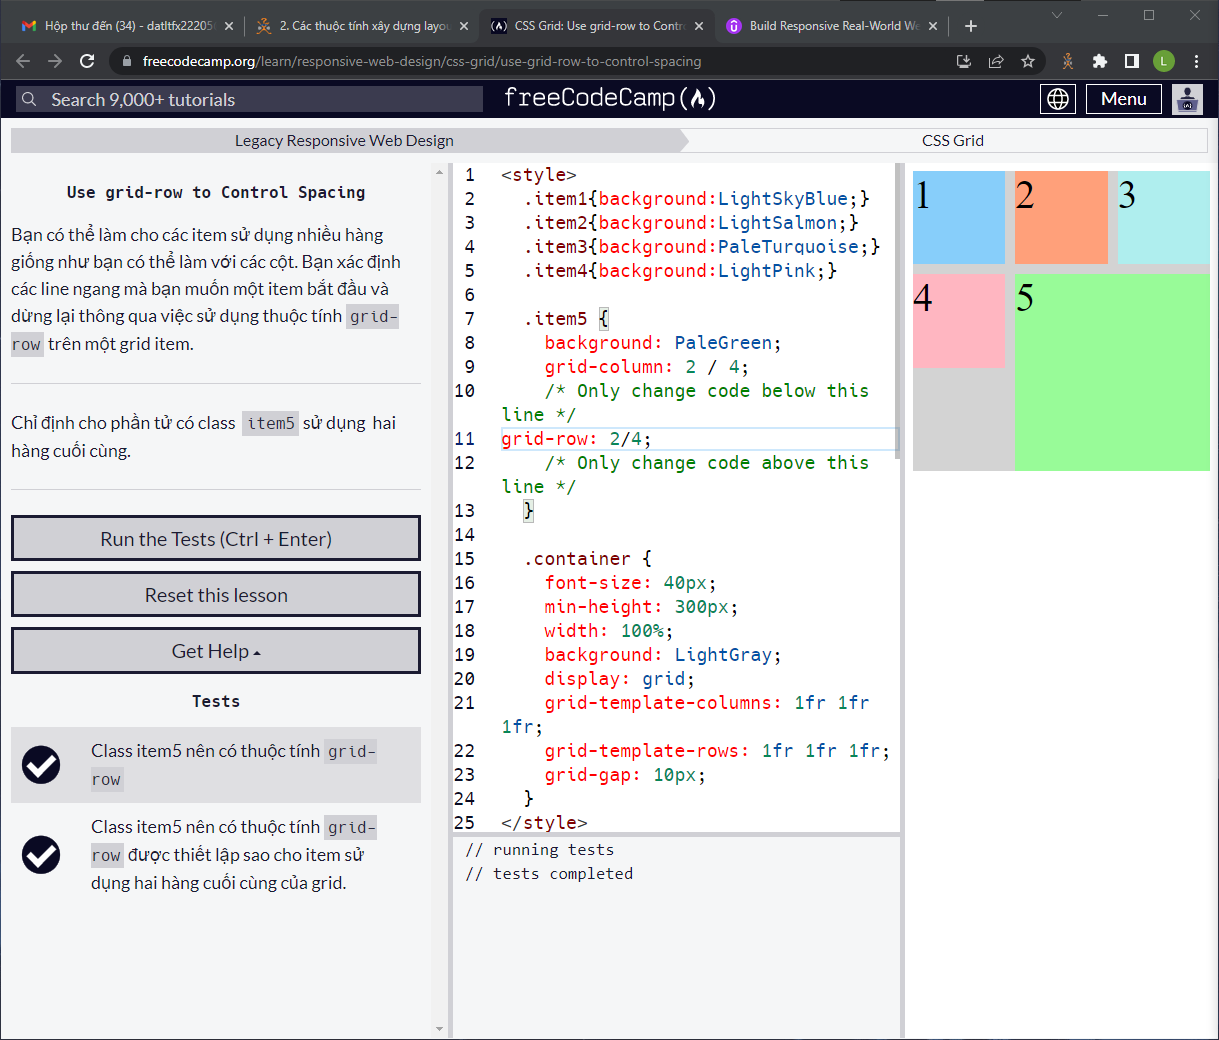 Hộp thư đến (34) - datltfx22205
2. Các thuộc tính xây dựng layou
CSS Grid: Use grid-row to Contro
Build Responsive Real-World We
freecodecamp.org/learn/responsive-web-design/css-grid/use-grid-row-to-control-spacing
L
Search 9,000+ tutorials
freeCodeCamp
Menu
Legacy Responsive Web Design
CSS Grid
Use grid-row to Control Spacing
Bạn có thể làm cho các item sử dụng nhiều hàng
giống như bạn có thể làm với các cột. Bạn xác định
các line ngang mà bạn muốn một item bắt đầu và
dừng lại thông qua việc sử dụng thuộc tính grid-
row trên một grid item.
Chỉ định cho phần tử có class item5 sử dụng hai
hàng cuối cùng.
Run the Tests (Ctrl + Enter)
Reset this lesson
Get Help
Tests
Class item5 nên có thuộc tính grid-
row
Class item5 nên có thuộc tính grid-
row được thiết lập sao cho item sử
dụng hai hàng cuối cùng của grid.
1 <style>
2 .item1{background:LightSkyBlue;}
3 .item2{background:LightSalmon;}
4 .item3{background:PaleTurquoise;}
5 .item4{background:LightPink;}
6
7 .item5 {
8 background: PaleGreen;
9 grid-column: 2 / 4;
10 /* Only change code below this
line */
11 grid-row: 2/4;
12 /* Only change code above this
line */
13 }
14
15 .container {
16 font-size: 40px;
17 min-height: 300px;
18 width: 100%;
19 background: LightGray;
20 display: grid;
21 grid-template-columns: 1fr 1fr
1fr;
22 grid-template-rows: 1fr 1fr 1fr;
23 grid-gap: 10px;
24 }
25 </style>
// running tests
// tests completed
1 2 3
4 5